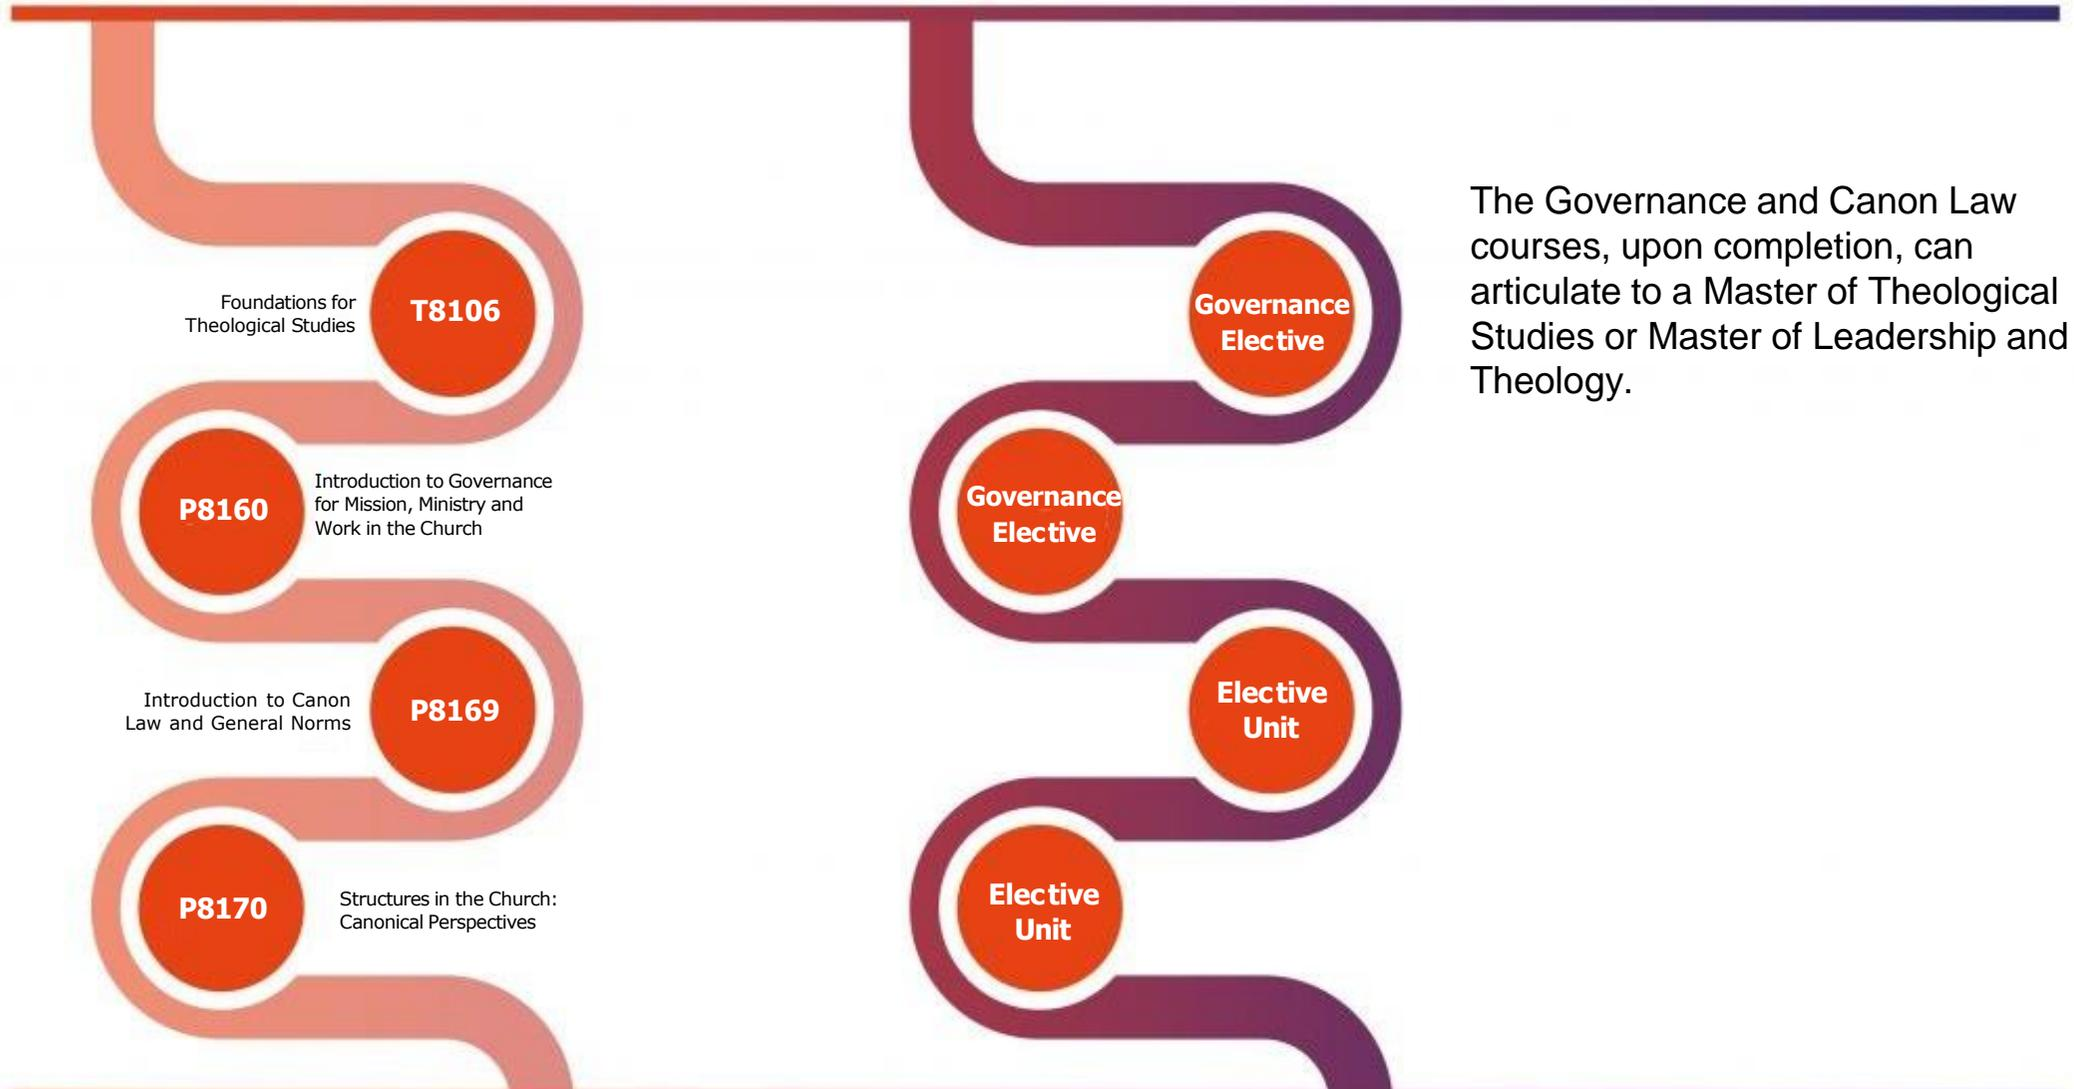 Foundations for
Theological Studies
T8106
P8160
Introduction to Governance
for Mission, Ministry and
Work in the Church
Introduction to Canon
Law and General Norms
P8169
P8170
Structures in the Church:
Canonical Perspectives
Governance
Elective
Governance
Elective
Elective
Unit
Elective
Unit
The Governance and Canon Law
courses, upon completion, can
articulate to a Master of Theological
Studies or Master of Leadership and
Theology.